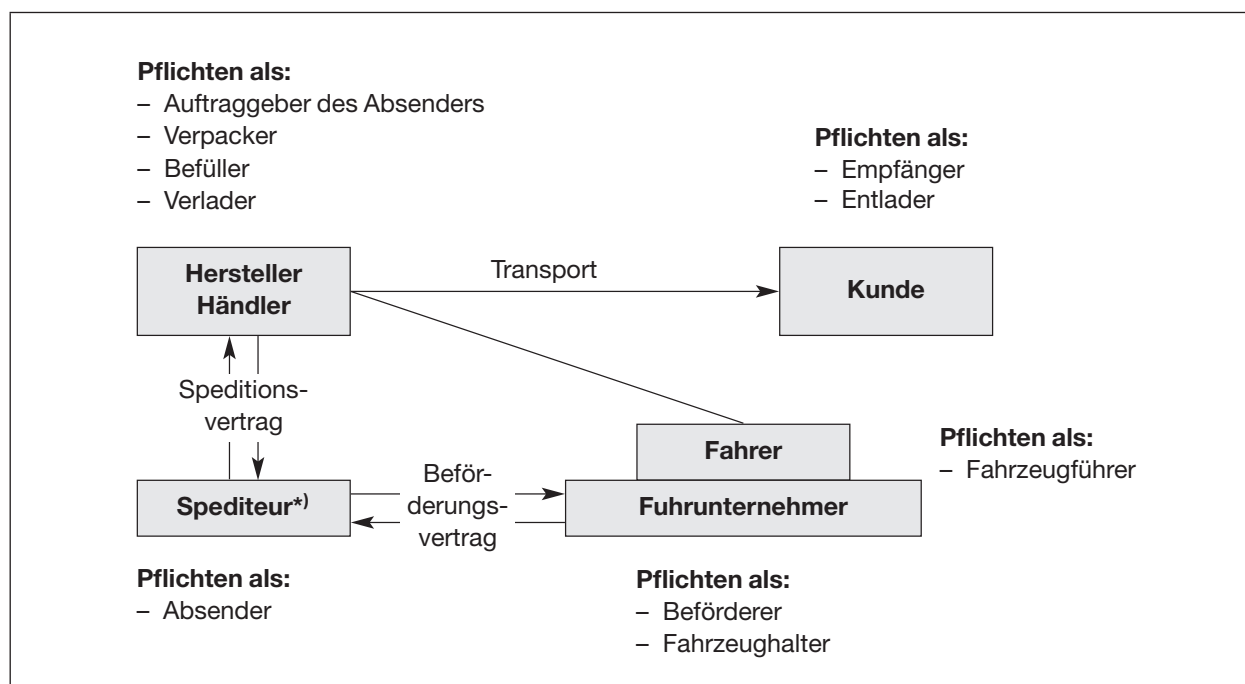 Pflichten als:
– Auftraggeber des Absenders
– Verpacker
– Befüller
– Verlader
Pflichten als:
– Empfänger
– Entlader
Hersteller
Händler
Transport
Kunde
Speditions-
vertrag
Fahrer
Pflichten als:
– Fahrzeugführer
Spediteur*)
Beför-
derungs-
vertrag
Fuhrunternehmer
Pflichten als:
– Absender
Pflichten als:
– Beförderer
– Fahrzeughalter